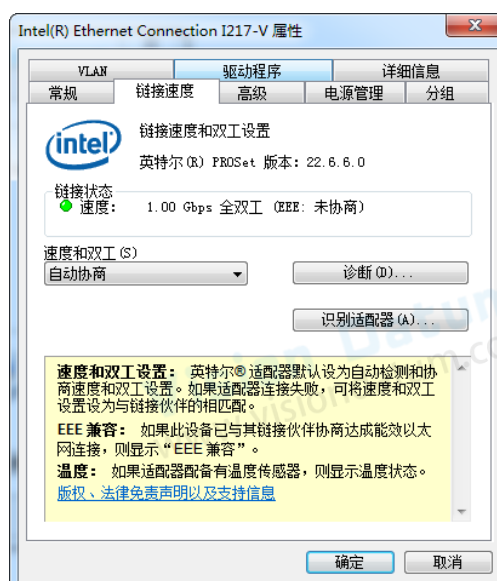 Intel(R) Ethernet Connection I217-V 属性
VLAN 驱动程序 详细信息
常规 链接速度 高级 电源管理 分组
intel 链接速度和双工设置
英特尔(R) PROSet 版本: 22.6.6.0
链接状态
速度: 1.00 Gbps 全双工 (EEE: 未协商)
速度和双工(S)
自动协商 诊断(D)...
识别适配器(A)...
速度和双工设置: 英特尔® 适配器默认设为自动检测和协
商速度和双工设置。如果适配器连接失败，可将速度和双工
设置设为与链接伙伴的相匹配。
EEE 兼容: 如果此设备已与其链接伙伴协商达成能效以太
网连接，则显示“EEE 兼容”。
温度: 如果适配器配备有温度传感器，则显示温度状态。
版权、法律免责声明以及支持信息
确定 取消